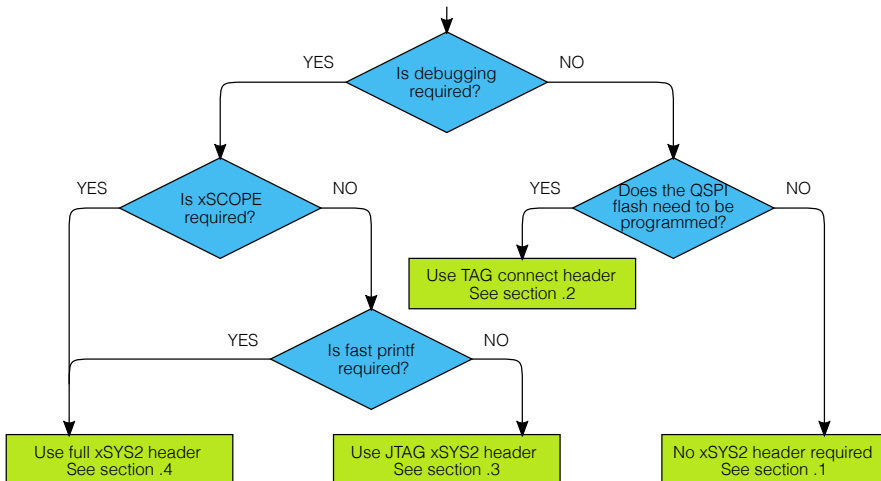 YES
Is debugging
required?
NO
YES
Is xSCOPE
required?
NO
YES
Does the QSPI
flash need to be
programmed?
NO
Use TAG connect header
See section .2
YES
Is fast printf
required?
NO
Use full xSYS2 header
See section .4
Use JTAG xSYS2 header
See section .3
No xSYS2 header required
See section .1